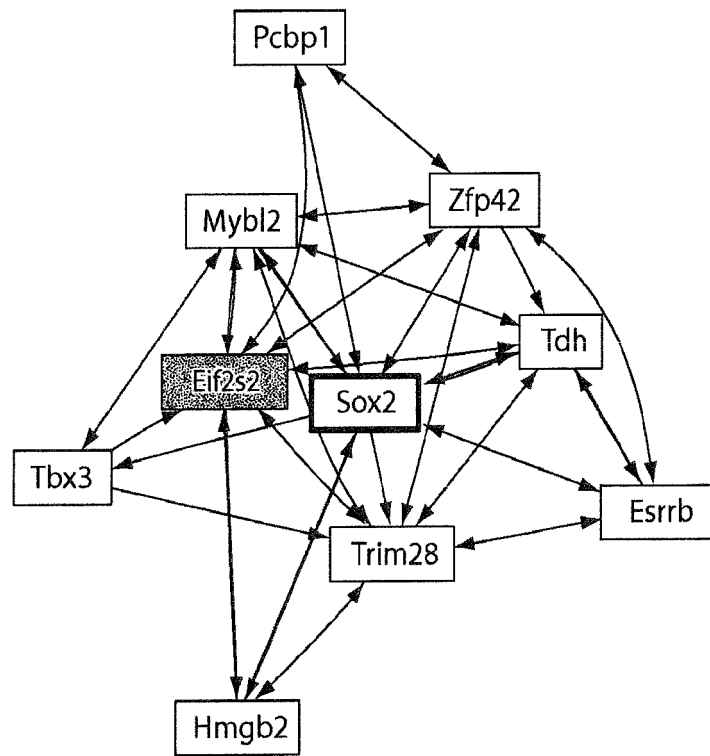 Pcbp1
Zfp42
Mybl2
Tdh
Eif2s2
Sox2
Tbx3
Esrrb
Trim28
Hmgb2